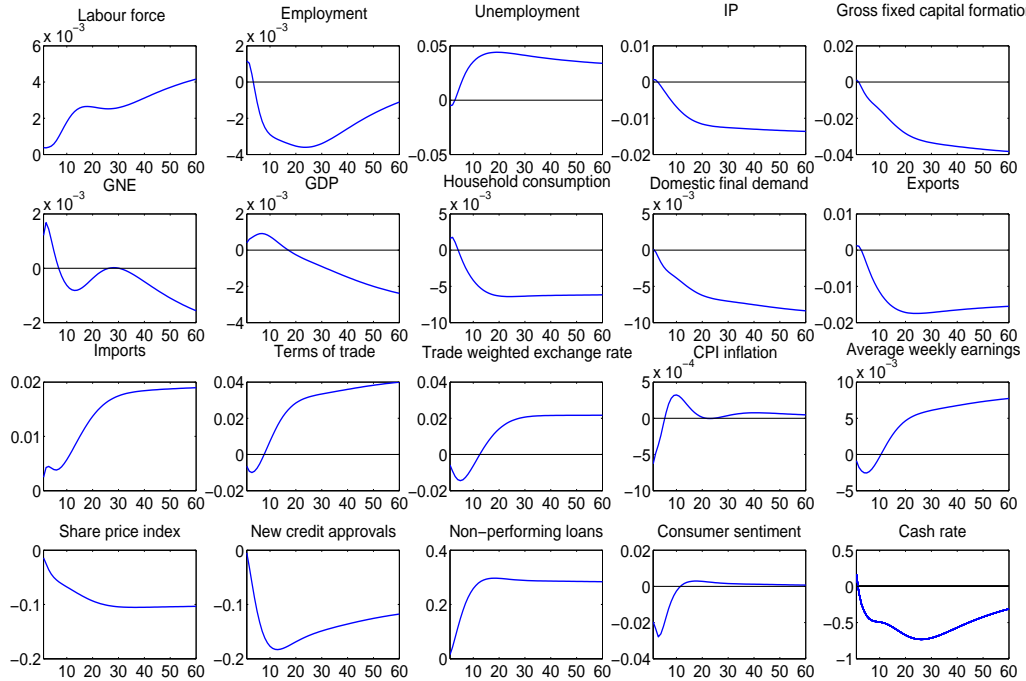 Labour force
x 10⁻³
6
4
2
0
10 20 30 40 50 60
Employment
x 10⁻³
2
0
−2
−4
10 20 30 40 50 60
Unemployment
0.05
0
−0.05
10 20 30 40 50 60
IP
0.01
0
−0.01
−0.02
10 20 30 40 50 60
Gross fixed capital formation
0.02
0
−0.02
−0.04
10 20 30 40 50 60
GNE
x 10⁻³
2
0
−2
10 20 30 40 50 60
GDP
x 10⁻³
2
0
−2
−4
10 20 30 40 50 60
Household consumption
x 10⁻³
5
0
−5
−10
10 20 30 40 50 60
Domestic final demand
x 10⁻³
5
0
−5
−10
10 20 30 40 50 60
Exports
0.01
0
−0.01
−0.02
10 20 30 40 50 60
Imports
0.02
0.01
0
10 20 30 40 50 60
Terms of trade
0.04
0.02
0
−0.02
10 20 30 40 50 60
Trade weighted exchange rate
0.04
0.02
0
−0.02
10 20 30 40 50 60
CPI inflation
x 10⁻⁴
5
0
−5
−10
10 20 30 40 50 60
Average weekly earnings
x 10⁻³
10
5
0
−5
10 20 30 40 50 60
Share price index
0
−0.1
−0.2
10 20 30 40 50 60
New credit approvals
0
−0.1
−0.2
10 20 30 40 50 60
Non−performing loans
0.4
0.2
0
10 20 30 40 50 60
Consumer sentiment
0.02
0
−0.02
−0.04
10 20 30 40 50 60
Cash rate
0.5
0
−0.5
−1
10 20 30 40 50 60